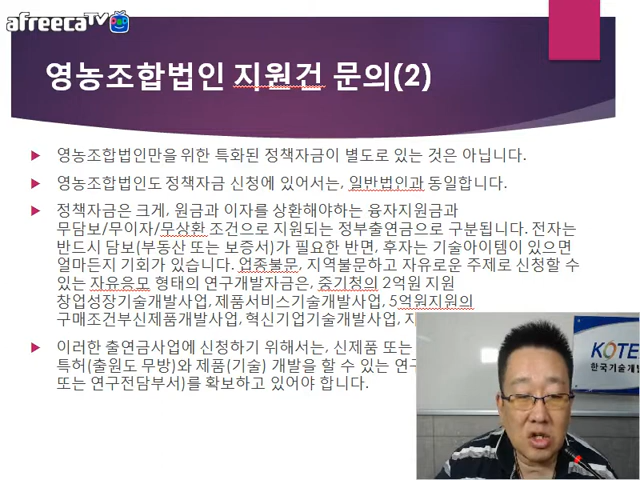 afreecaTV
영농조합법인 지원건 문의(2)
영농조합법인만을 위한 특화된 정책자금이 별도로 있는 것은 아닙니다.
영농조합법인도 정책자금 신청에 있어서는, 일반법인과 동일합니다.
정책자금은 크게, 원금과 이자를 상환해야하는 융자지원금과
무담보/무이자/무상환 조건으로 지원되는 정부출연금으로 구분됩니다. 전자는
반드시 담보(부동산 또는 보증서)가 필요한 반면, 후자는 기술아이템이 있으면
얼마든지 기회가 있습니다. 업종불문, 지역불문하고 자유로운 주제로 신청할 수
있는 자유응모 형태의 연구개발자금은, 중기청의 2억원 지원
창업성장기술개발사업, 제품서비스기술개발사업, 5억원지원의
구매조건부신제품개발사업, 혁신기업기술개발사업,
이러한 출연금사업에 신청하기 위해서는, 신제품 또는
특허(출원도 무방)와 제품(기술) 개발을 할 수 있는
또는 연구전담부서)를 확보하고 있어야 합니다.
KOTE
한국기술개발